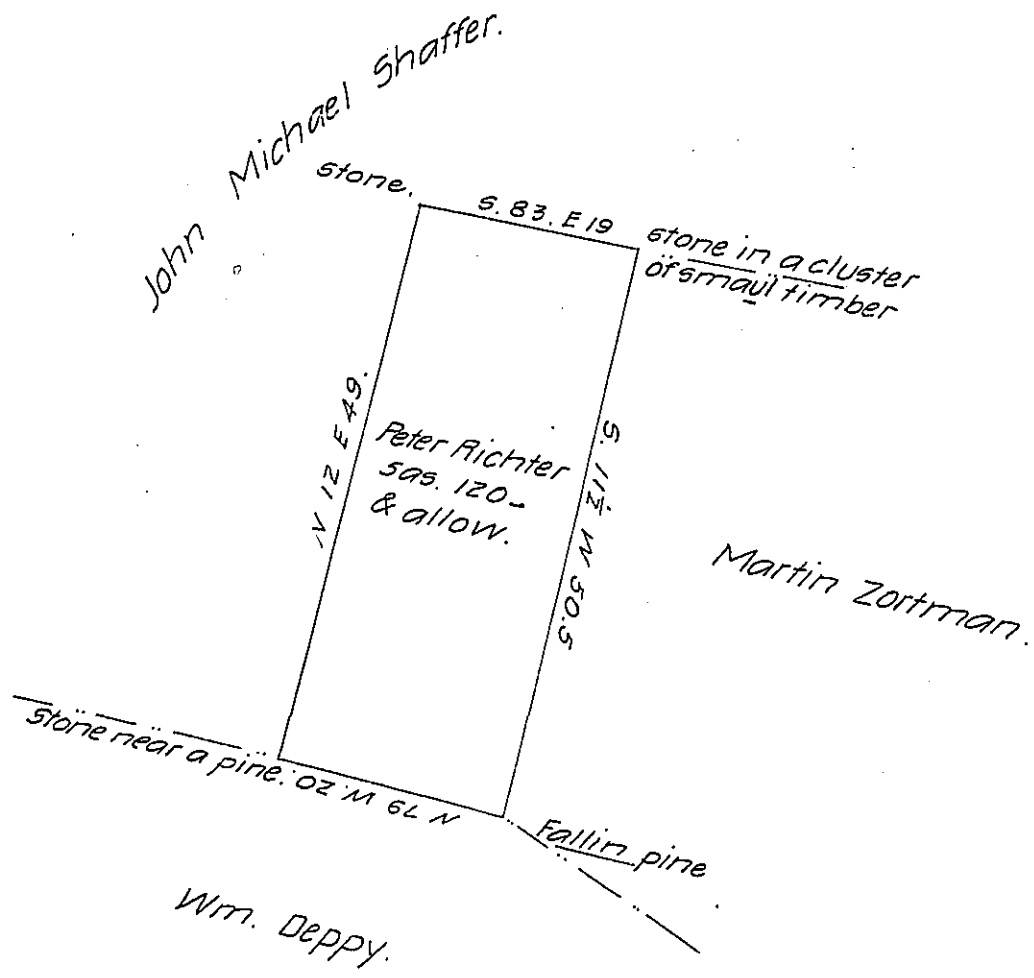 John Michael Shaffer.
stone.
S. 83. E 19
stone in a cluster
of smaul timber
N 12 E 49.
Peter Richter
5as. 120-
& allow.
S. 11½ W 50.5
Martin Zortman.
Stone near a pine.
N 79 W. 20
Fallin pine
Wm. Deppy.